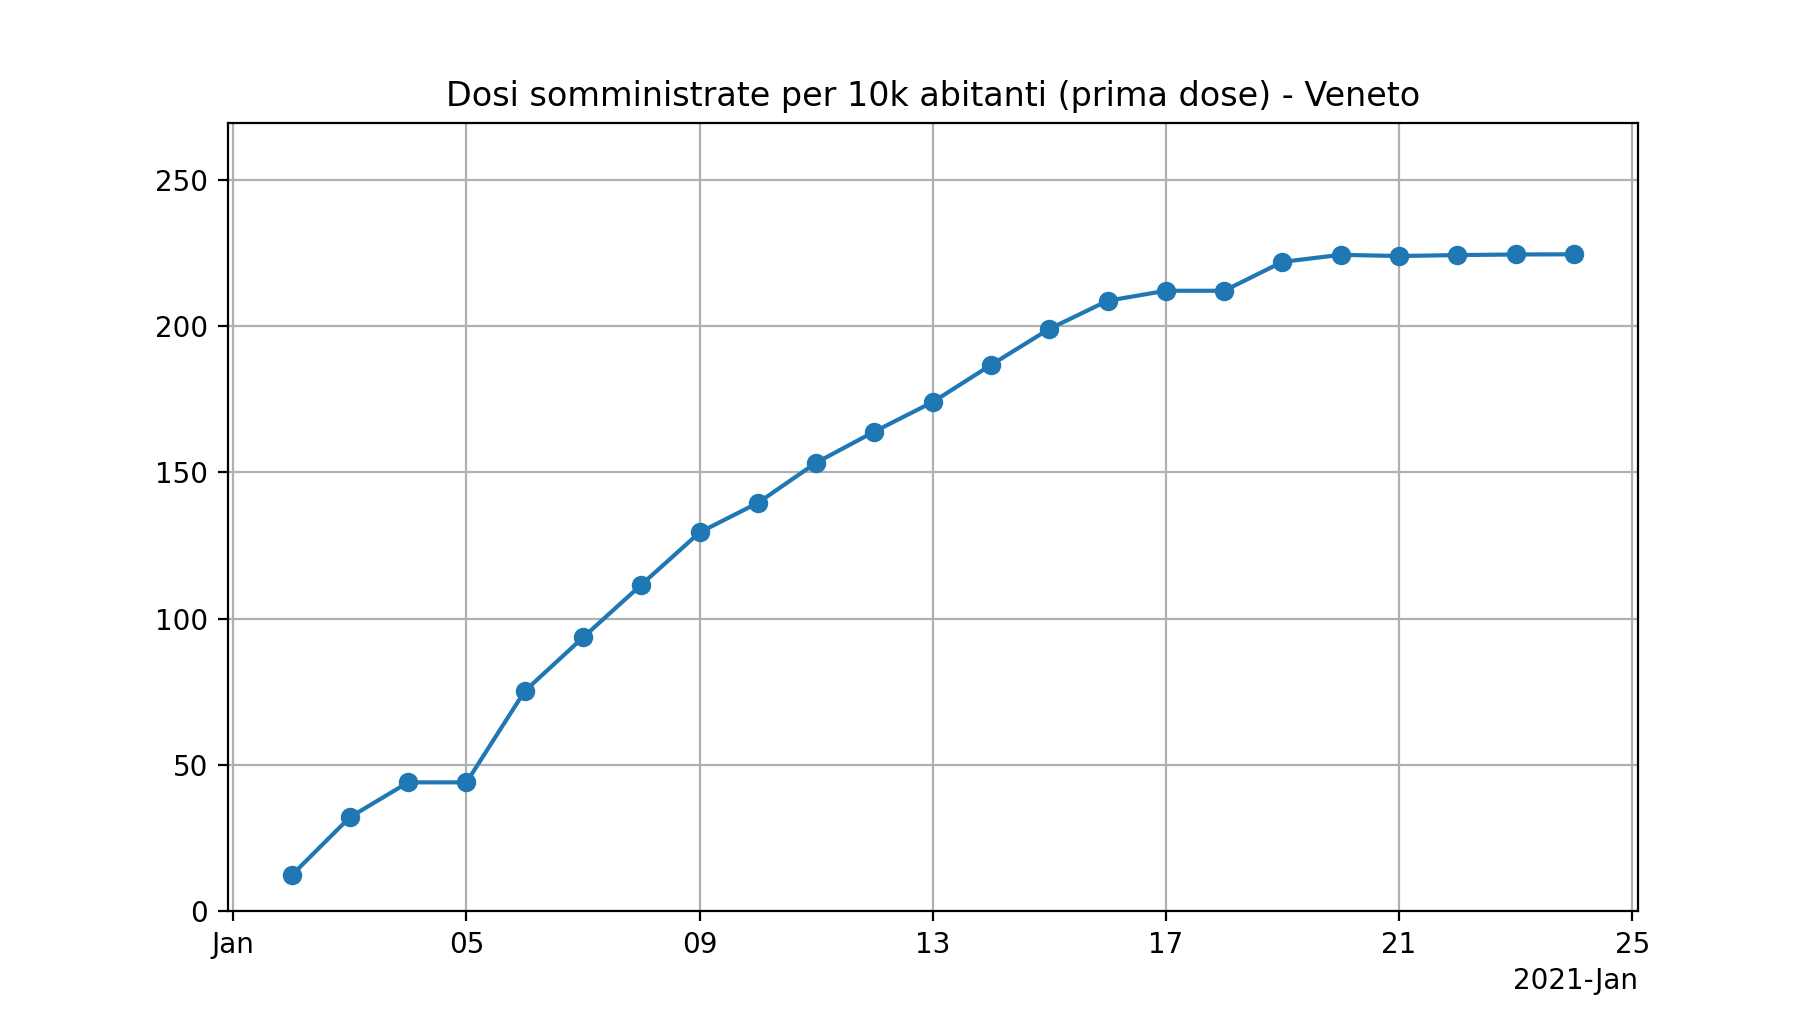 Dosi somministrate per 10k abitanti (prima dose) - Veneto
250
200
150
100
50
0
Jan 05 09 13 17 21 25
2021-Jan